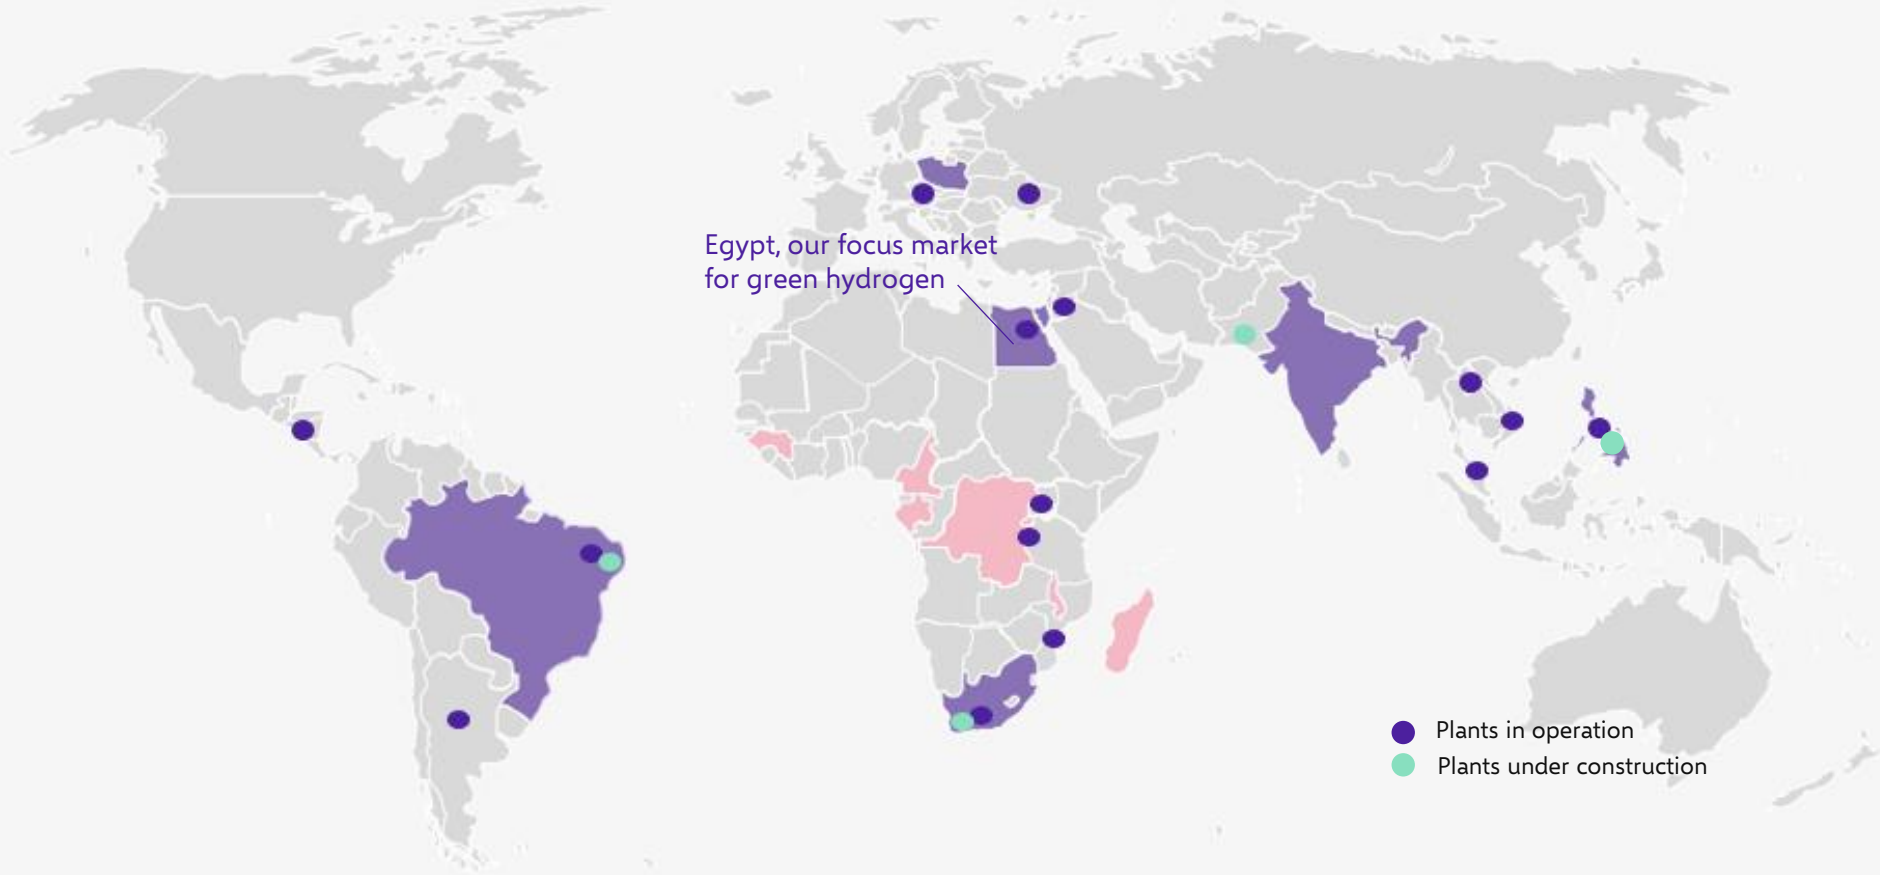 Egypt, our focus market
for green hydrogen
Plants in operation
Plants under construction